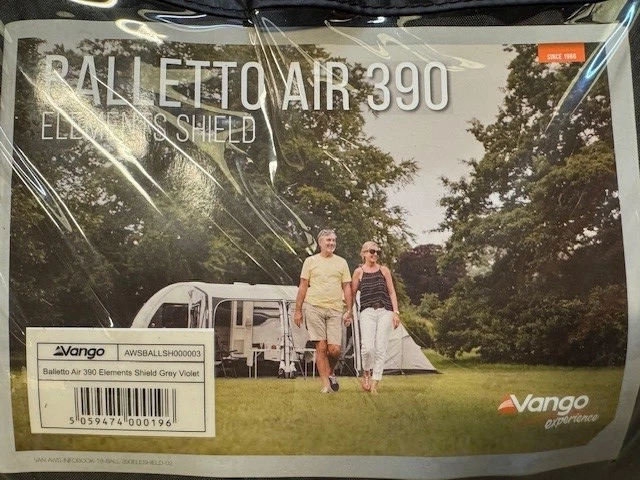 SINCE 1966
BALLETTO AIR 390
ELEMENTS SHIELD
Vango AWSBALLSH000003
Balletto Air 390 Elements Shield Grey Violet
5 059474 000196
Vango
experience